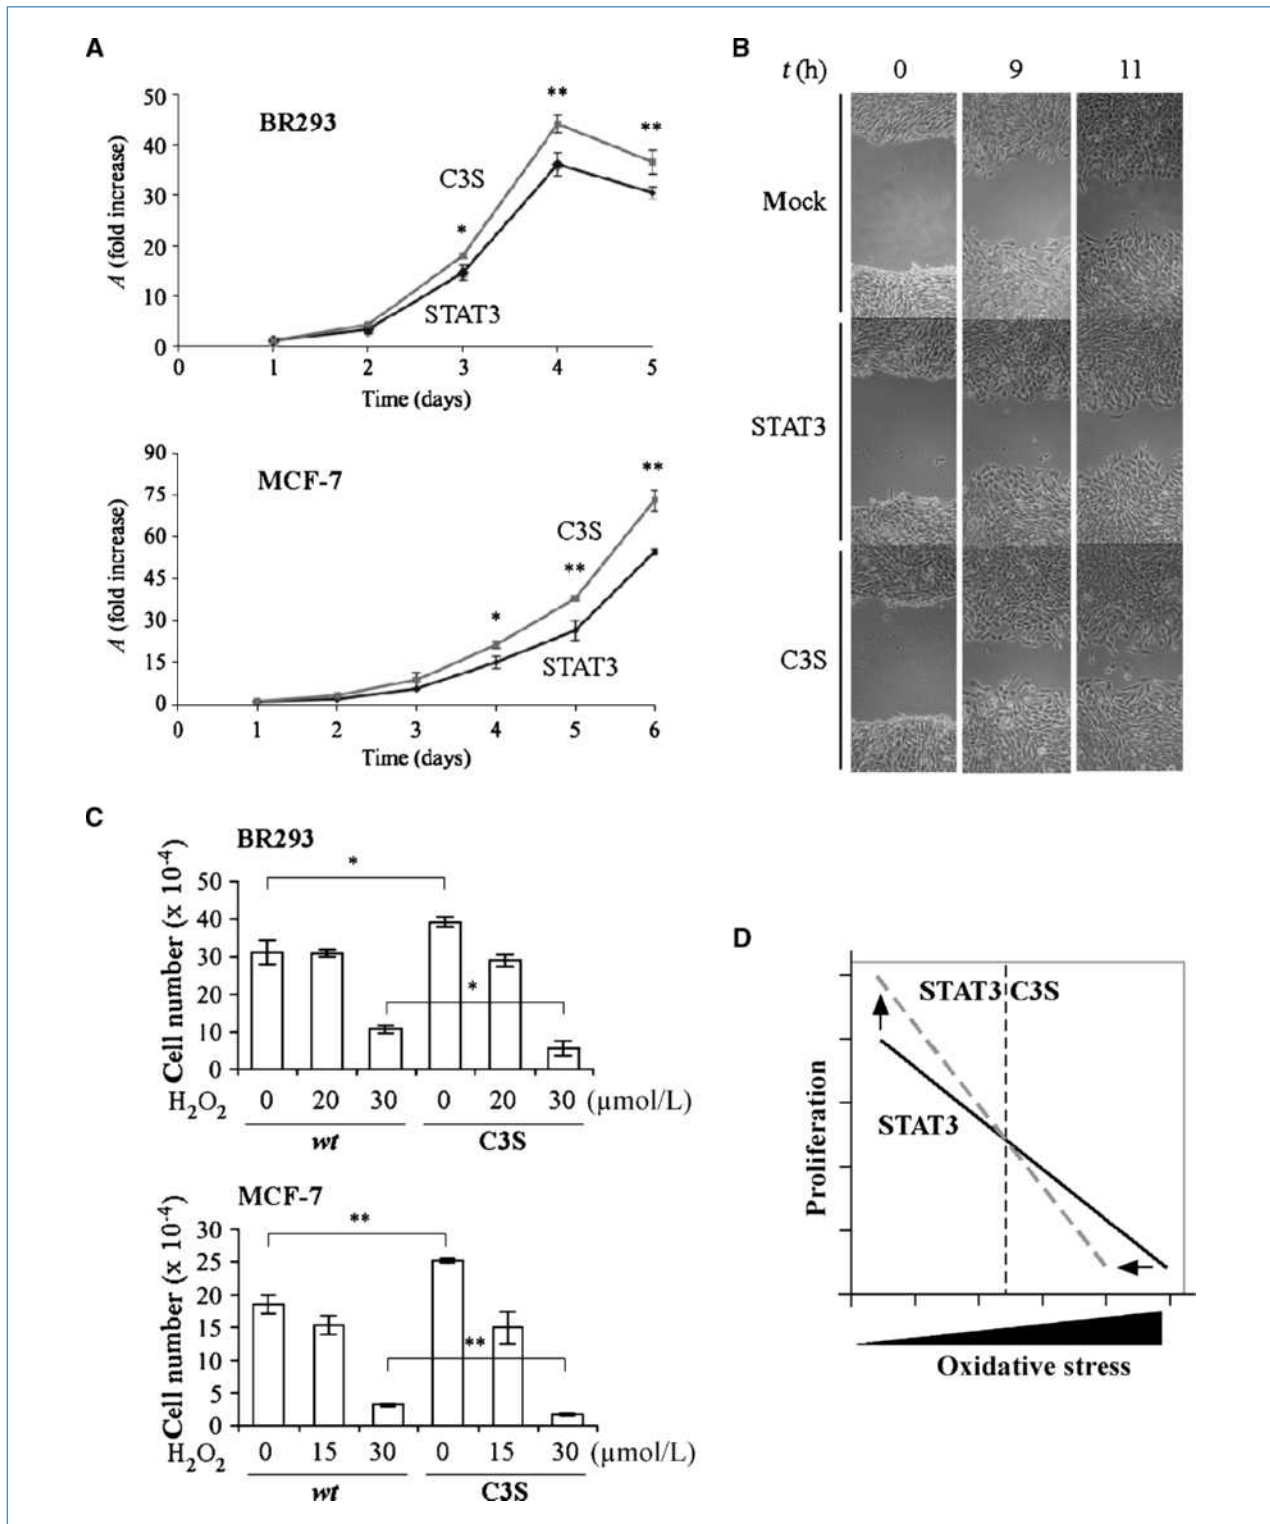 A
BR293
A (fold increase)
50
40
30
20
10
0
C3S
STAT3
*
**
**
0 1 2 3 4 5
Time (days)
MCF-7
A (fold increase)
90
75
60
45
30
15
0
C3S
STAT3
*
**
**
0 1 2 3 4 5 6
Time (days)
B
t (h) 0 9 11
Mock
STAT3
C3S
C
BR293
Cell number (x 10⁻⁴)
50
40
30
20
10
0
*
*
H₂O₂ 0 20 30 0 20 30 (μmol/L)
wt C3S
MCF-7
Cell number (x 10⁻⁴)
30
25
20
15
10
5
0
**
**
H₂O₂ 0 15 30 0 15 30 (μmol/L)
wt C3S
D
STAT3 C3S
STAT3
Proliferation
Oxidative stress